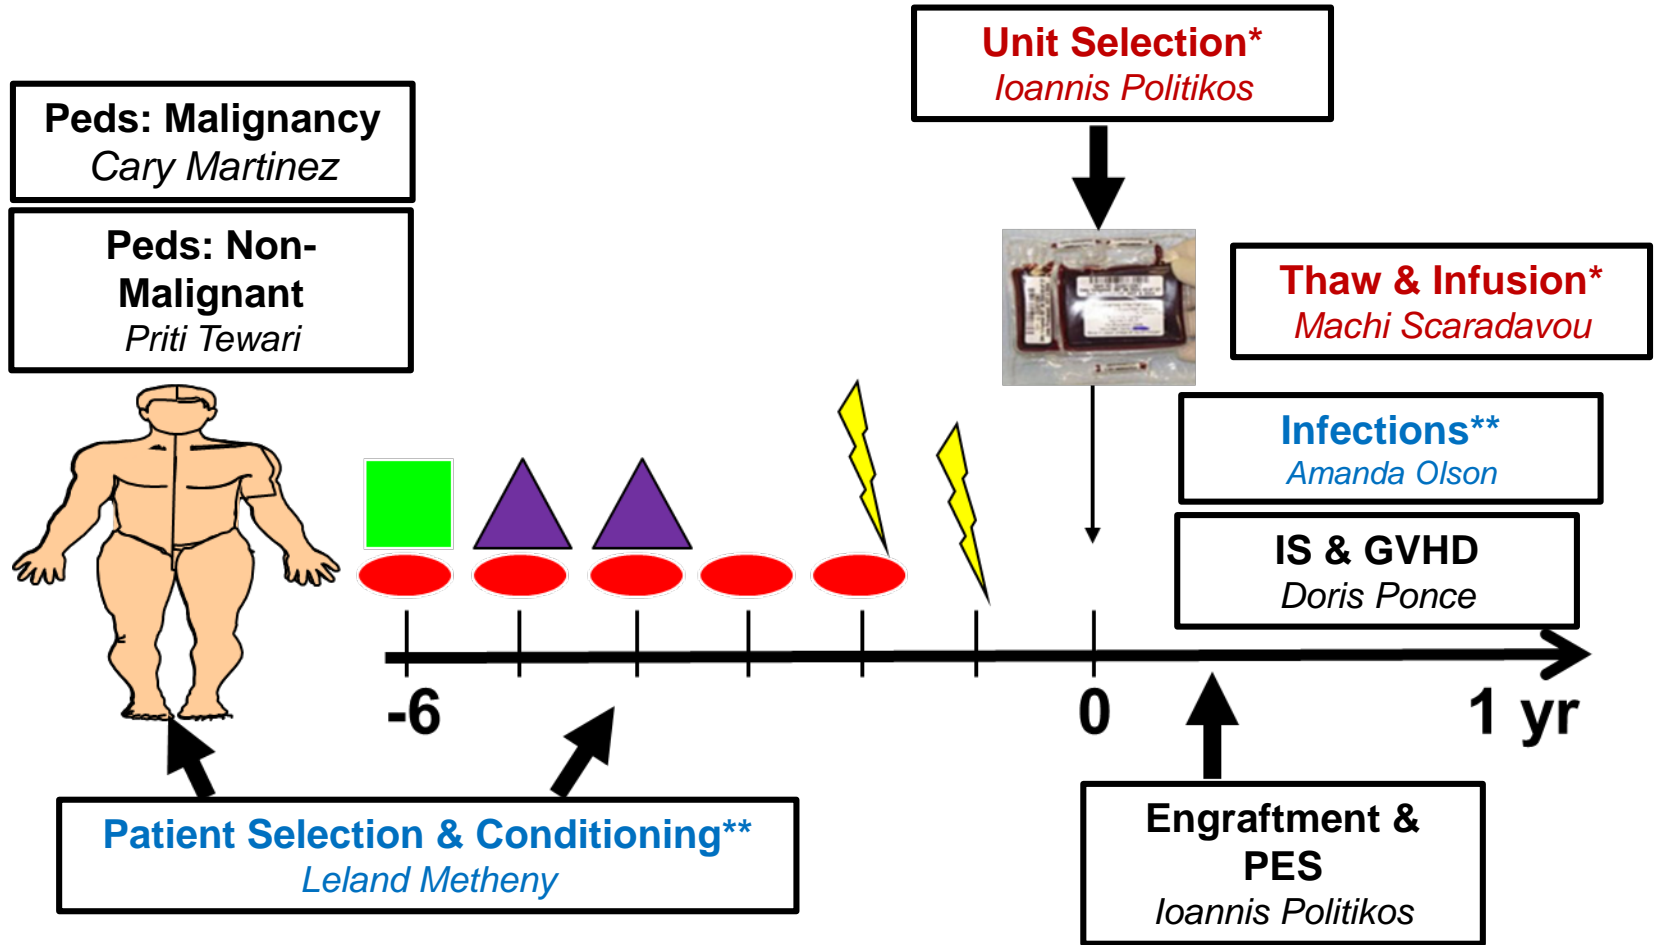 Unit Selection*
Ioannis Politikos
Peds: Malignancy
Cary Martinez
Peds: Non-
Malignant
Priti Tewari
Thaw & Infusion*
Machi Scaradavou
Infections**
Amanda Olson
IS & GVHD
Doris Ponce
-6
0
1 yr
Patient Selection & Conditioning**
Leland Metheny
Engraftment &
PES
Ioannis Politikos